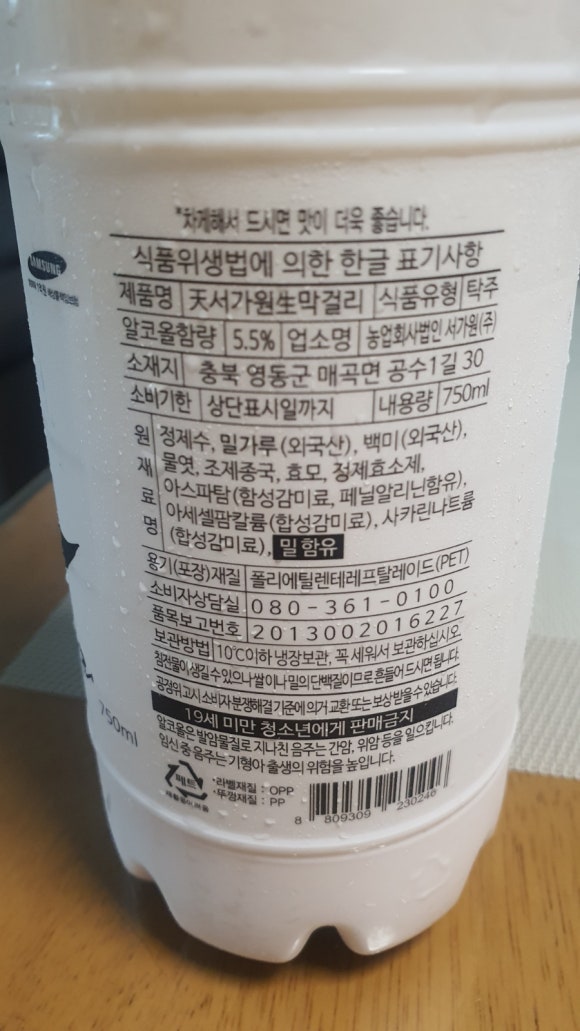 *차게해서 드시면 맛이 더욱 좋습니다.
식품위생법에 의한 한글 표기사항
제품명 天서가원生막걸리 식품유형 탁주
알코올함량 5.5% 업소명 농업회사법인 서가원(주)
소재지 충북 영동군 매곡면 공수1길 30
소비기한 상단표시일까지 내용량 750ml
원재료명 정제수, 밀가루(외국산), 백미(외국산),
물엿, 조제종국, 효모, 정제효소제,
아스파탐(합성감미료, 페닐알리닌함유),
아세셀팜칼륨(합성감미료), 사카린나트륨
(합성감미료), 밀 함유
용기(포장)재질 폴리에틸렌테레프탈레이드(PET)
소비자상담실 080-361-0100
품목보고번호 2013002016227
보관방법 10℃이하 냉장보관, 꼭 세워서 보관하십시오.
침전물이 생길 수 있으나 쌀이나 밀의 단백질이므로 흔들어 드시면 됩니다.
공정위 고시 소비자 분쟁해결 기준에 의거 교환 또는 보상받을 수 있습니다.
19세 미만 청소년에게 판매금지
알코올은 발암물질로 지나친 음주는 간암, 위암 등을 일으킵니다.
임신 중 음주는 기형아 출생의 위험을 높입니다.
페트
*라벨재질 : OPP
*뚜껑재질 : PP
8 809309 230246
SAMSUNG
750ml